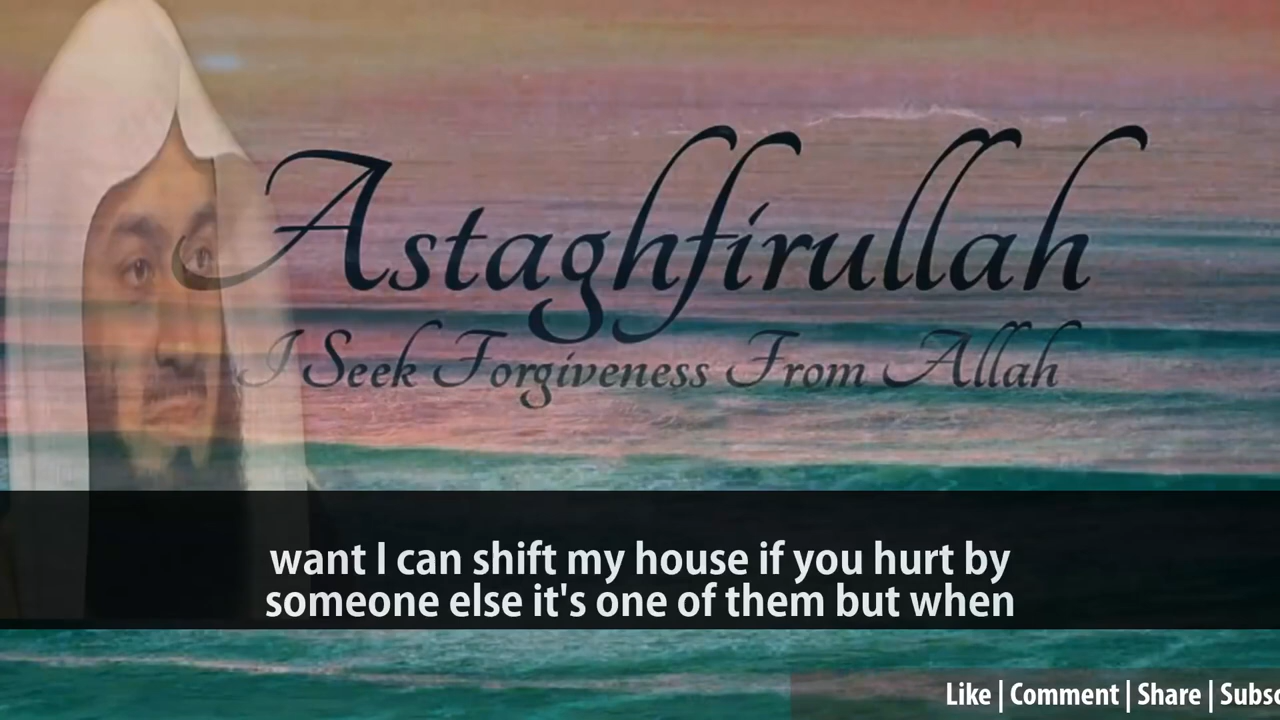 Astaghfirullah
I Seek Forgiveness From Allah
want I can shift my house if you hurt by
someone else it's one of them but when
Like | Comment | Share | Subsc